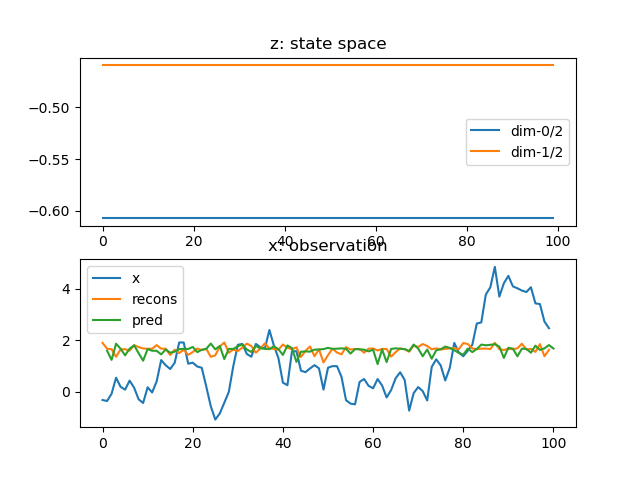 z: state space
−0.50
−0.55
−0.60
dim-0/2
dim-1/2
0 20 40 60 80 100
x: observation
4
2
0
x
recons
pred
0 20 40 60 80 100